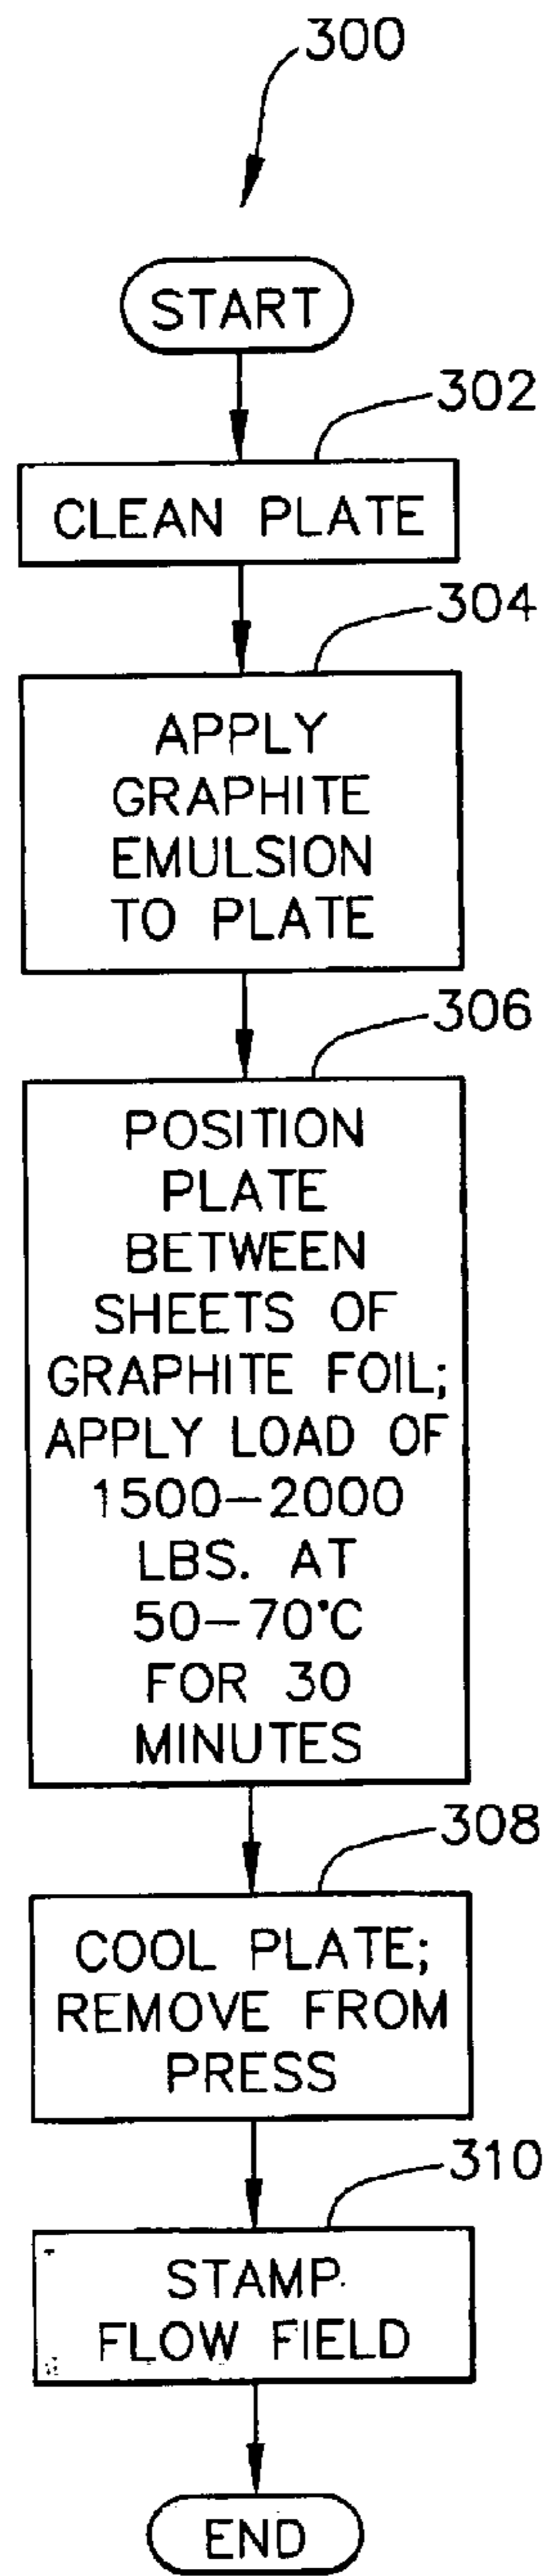 300
START
302
CLEAN PLATE
304
APPLY
GRAPHITE
EMULSION
TO PLATE
306
POSITION
PLATE
BETWEEN
SHEETS OF
GRAPHITE FOIL;
APPLY LOAD OF
1500–2000
LBS. AT
50–70°C
FOR 30
MINUTES
308
COOL PLATE;
REMOVE FROM
PRESS
310
STAMP
FLOW FIELD
END